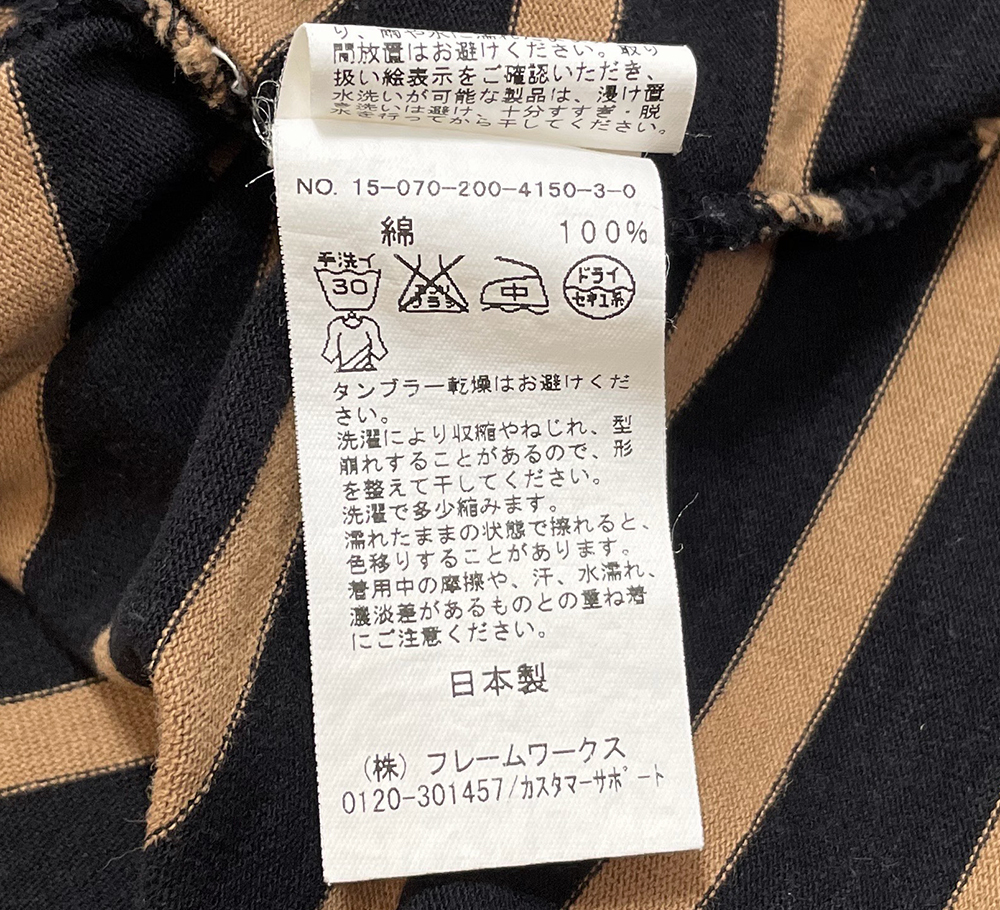 り、雨や水に濡れた
間放置はお避けください。取り
扱い絵表示をご確認いただき、
水洗いが可能な製品は、浸け置
き洗いは避け、十分すすぎ・脱
水を行ってから干してください。
NO. 15-070-200-4150-3-0
綿 100%
手洗イ
30
中
ドライ
セキユ系
タンブラー乾燥はお避けくだ
さい。
洗濯により収縮やねじれ、型
崩れすることがあるので、形
を整えて干してください。
洗濯で多少縮みます。
濡れたままの状態で擦れると、
色移りすることがあります。
着用中の摩擦や、汗、水濡れ、
濃淡差があるものとの重ね着
にご注意ください。
日本製
(株) フレームワークス
0120-301457/カスタマーサポート